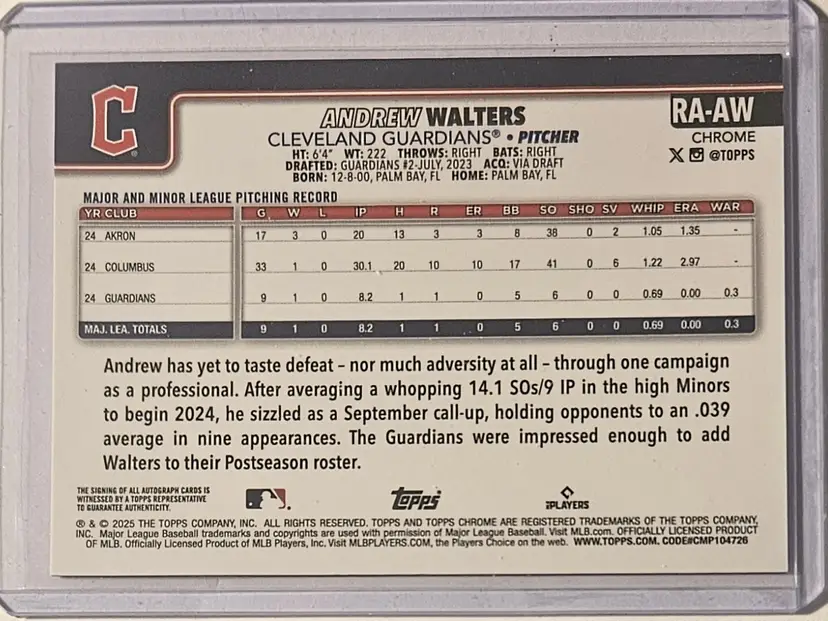 C
ANDREW WALTERS
RA-AW
CLEVELAND GUARDIANS® • PITCHER
CHROME
HT: 6'4" WT: 222 THROWS: RIGHT BATS: RIGHT
X @TOPPS
DRAFTED: GUARDIANS #2-JULY, 2023 ACQ: VIA DRAFT
BORN: 12-8-00, PALM BAY, FL HOME: PALM BAY, FL
MAJOR AND MINOR LEAGUE PITCHING RECORD
YR CLUB G W L IP H R ER BB SO SHO SV WHIP ERA WAR
24 AKRON 17 3 0 20 13 3 3 8 38 0 2 1.05 1.35 -
24 COLUMBUS 33 1 0 30.1 20 10 10 17 41 0 6 1.22 2.97 -
24 GUARDIANS 9 1 0 8.2 1 1 0 5 6 0 0 0.69 0.00 0.3
MAJ. LEA. TOTALS 9 1 0 8.2 1 1 0 5 6 0 0 0.69 0.00 0.3
Andrew has yet to taste defeat – nor much adversity at all – through one campaign
as a professional. After averaging a whopping 14.1 SOs/9 IP in the high Minors
to begin 2024, he sizzled as a September call-up, holding opponents to an .039
average in nine appearances. The Guardians were impressed enough to add
Walters to their Postseason roster.
THE SIGNING OF ALL AUTOGRAPH CARDS IS
WITNESSED BY A TOPPS REPRESENTATIVE
TO GUARANTEE AUTHENTICITY.
topps
PLAYERS
® & © 2025 THE TOPPS COMPANY, INC. ALL RIGHTS RESERVED. TOPPS AND TOPPS CHROME ARE REGISTERED TRADEMARKS OF THE TOPPS COMPANY,
INC. Major League Baseball trademarks and copyrights are used with permission of Major League Baseball. Visit MLB.com. OFFICIALLY LICENSED PRODUCT
OF MLB. Officially Licensed Product of MLB Players, Inc. Visit MLBPLAYERS.COM, the Players Choice on the web. WWW.TOPPS.COM. CODE#CMP104726